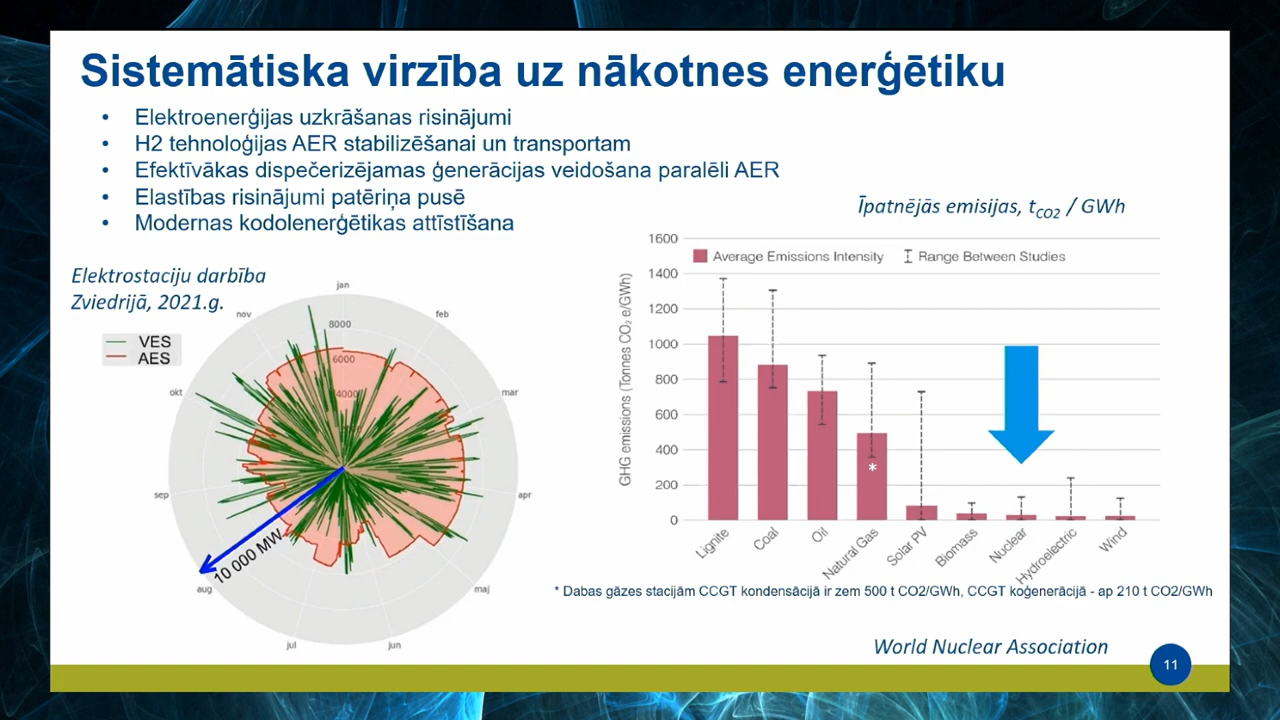 Sistemātiska virzība uz nākotnes enerģētiku
• Elektroenerģijas uzkrāšanas risinājumi
• H2 tehnoloģijas AER stabilizēšanai un transportam
• Efektīvākas dispečerizējamas ģenerācijas veidošana paralēli AER
• Elastības risinājumi patēriņa pusē
• Modernas kodolenerģētikas attīstīšana
Elektrostaciju darbība
Zviedrijā, 2021.g.
VES
AES
jan
feb
mar
apr
maj
jun
jul
aug
sep
okt
nov
8000
6000
4000
10 000 MW
Īpatnējās emisijas, tCO2 / GWh
Average Emissions Intensity
Range Between Studies
GHG emissions (Tonnes CO2 e/GWh)
1600
1400
1200
1000
800
600
400
200
0
*
Lignite
Coal
Oil
Natural Gas
Solar PV
Biomass
Nuclear
Hydroelectric
Wind
* Dabas gāzes stacijām CCGT kondensācijā ir zem 500 t CO2/GWh, CCGT koģenerācijā - ap 210 t CO2/GWh
World Nuclear Association
11